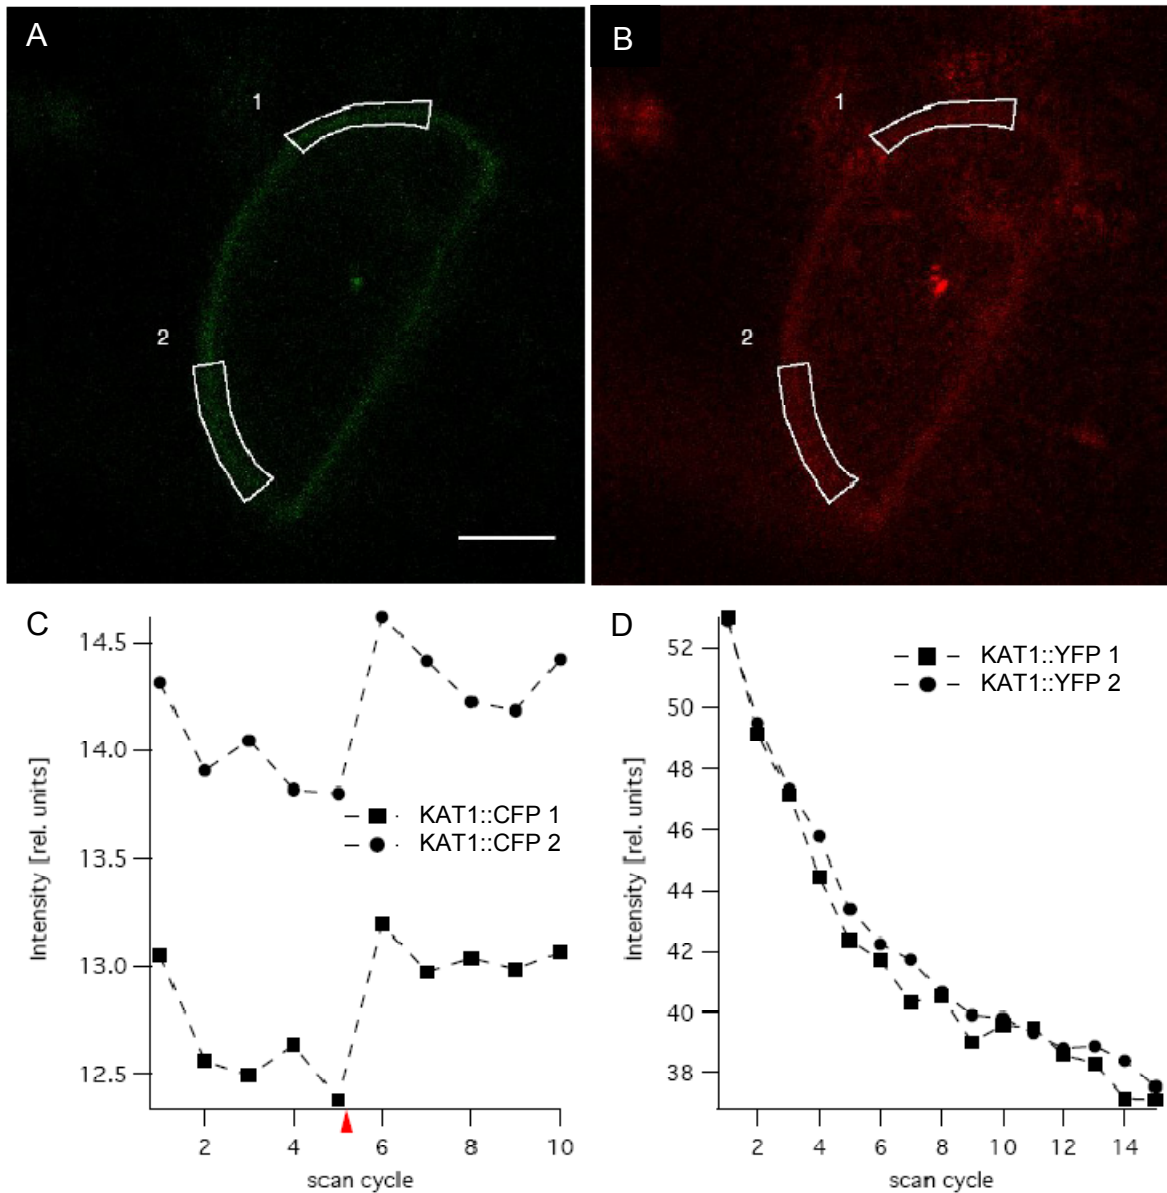 A
B
1
1
2
2
C
D
14.5
14.0
13.5
13.0
12.5
Intensity [rel. units]
KAT1::CFP 1
KAT1::CFP 2
2
4
6
8
10
scan cycle
52
50
48
46
44
42
40
38
Intensity [rel. units]
KAT1::YFP 1
KAT1::YFP 2
2
4
6
8
10
12
14
scan cycle